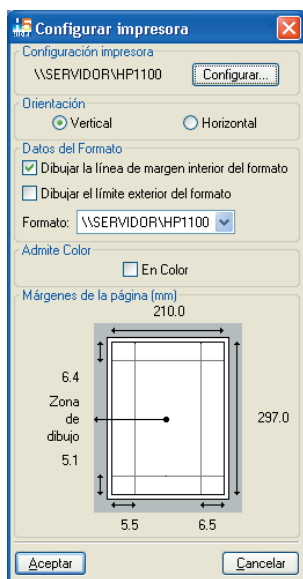 Configurar impresora
Configuración impresora
\\SERVIDOR\HP1100 Configurar...
Orientación
Vertical Horizontal
Datos del Formato
Dibujar la línea de margen interior del formato
Dibujar el límite exterior del formato
Formato: \\SERVIDOR\HP1100
Admite Color
En Color
Márgenes de la página (mm)
210.0
6.4
Zona
de
dibujo
297.0
5.1
5.5 6.5
Aceptar Cancelar